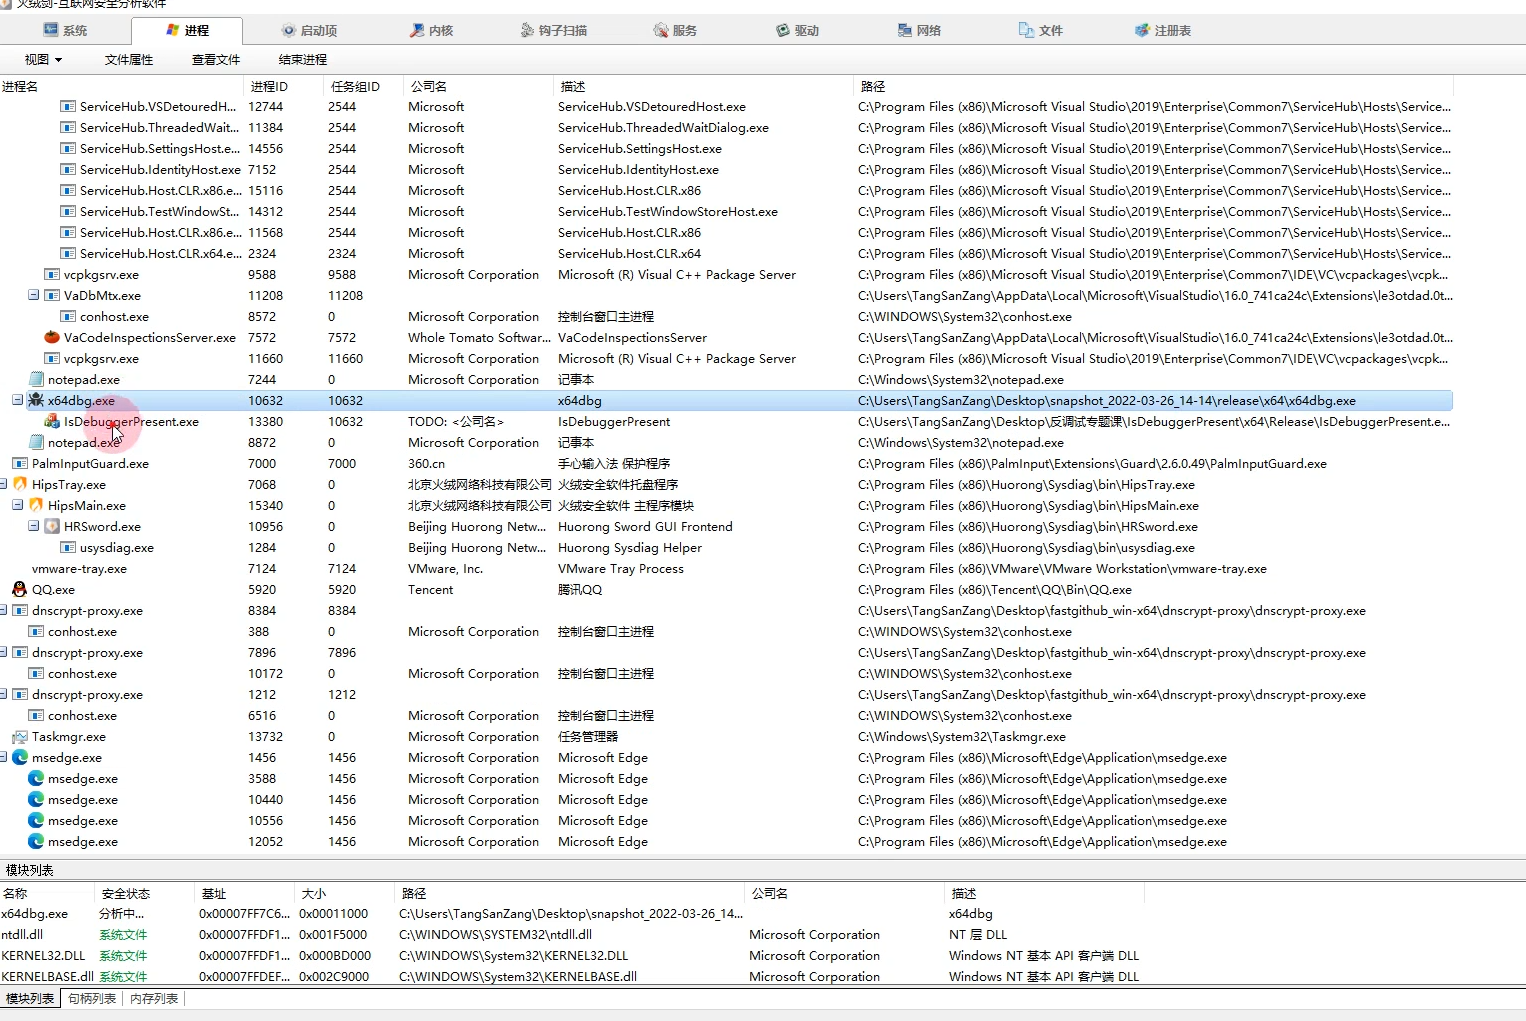 火绒剑-互联网安全分析软件
系统 进程 启动项 内核 钩子扫描 服务 驱动 网络 文件 注册表
视图 文件属性 查看文件 结束进程
进程名 进程ID 任务组ID 公司名 描述 路径
ServiceHub.VSDetouredH... 12744 2544 Microsoft ServiceHub.VSDetouredHost.exe C:\Program Files (x86)\Microsoft Visual Studio\2019\Enterprise\Common7\ServiceHub\Hosts\Service...
ServiceHub.ThreadedWait... 11384 2544 Microsoft ServiceHub.ThreadedWaitDialog.exe C:\Program Files (x86)\Microsoft Visual Studio\2019\Enterprise\Common7\ServiceHub\Hosts\Service...
ServiceHub.SettingsHost.e... 14556 2544 Microsoft ServiceHub.SettingsHost.exe C:\Program Files (x86)\Microsoft Visual Studio\2019\Enterprise\Common7\ServiceHub\Hosts\Service...
ServiceHub.IdentityHost.exe 7152 2544 Microsoft ServiceHub.IdentityHost.exe C:\Program Files (x86)\Microsoft Visual Studio\2019\Enterprise\Common7\ServiceHub\Hosts\Service...
ServiceHub.Host.CLR.x86.e... 15116 2544 Microsoft ServiceHub.Host.CLR.x86 C:\Program Files (x86)\Microsoft Visual Studio\2019\Enterprise\Common7\ServiceHub\Hosts\Service...
ServiceHub.TestWindowSt... 14312 2544 Microsoft ServiceHub.TestWindowStoreHost.exe C:\Program Files (x86)\Microsoft Visual Studio\2019\Enterprise\Common7\ServiceHub\Hosts\Service...
ServiceHub.Host.CLR.x86.e... 11568 2544 Microsoft ServiceHub.Host.CLR.x86 C:\Program Files (x86)\Microsoft Visual Studio\2019\Enterprise\Common7\ServiceHub\Hosts\Service...
ServiceHub.Host.CLR.x64.e... 2324 2324 Microsoft ServiceHub.Host.CLR.x64 C:\Program Files (x86)\Microsoft Visual Studio\2019\Enterprise\Common7\ServiceHub\Hosts\Service...
vcpkgsrv.exe 9588 9588 Microsoft Corporation Microsoft (R) Visual C++ Package Server C:\Program Files (x86)\Microsoft Visual Studio\2019\Enterprise\Common7\IDE\VC\vcpackages\vcpk...
VaDbMtx.exe 11208 11208 C:\Users\TangSanZang\AppData\Local\Microsoft\VisualStudio\16.0_741ca24c\Extensions\le3otdad.0t...
conhost.exe 8572 0 Microsoft Corporation 控制台窗口主进程 C:\WINDOWS\System32\conhost.exe
VaCodeInspectionsServer.exe 7572 7572 Whole Tomato Softwar... VaCodeInspectionsServer C:\Users\TangSanZang\AppData\Local\Microsoft\VisualStudio\16.0_741ca24c\Extensions\le3otdad.0t...
vcpkgsrv.exe 11660 11660 Microsoft Corporation Microsoft (R) Visual C++ Package Server C:\Program Files (x86)\Microsoft Visual Studio\2019\Enterprise\Common7\IDE\VC\vcpackages\vcpk...
notepad.exe 7244 0 Microsoft Corporation 记事本 C:\Windows\System32\notepad.exe
x64dbg.exe 10632 10632 x64dbg C:\Users\TangSanZang\Desktop\snapshot_2022-03-26_14-14\release\x64\x64dbg.exe
IsDebuggerPresent.exe 13380 10632 TODO: <公司名> IsDebuggerPresent C:\Users\TangSanZang\Desktop\反调试专题课\IsDebuggerPresent\x64\Release\IsDebuggerPresent.e...
notepad.exe 8872 0 Microsoft Corporation 记事本 C:\Windows\System32\notepad.exe
PalmInputGuard.exe 7000 7000 360.cn 手心输入法 保护程序 C:\Program Files (x86)\PalmInput\Extensions\Guard\2.6.0.49\PalmInputGuard.exe
HipsTray.exe 7068 0 北京火绒网络科技有限公司 火绒安全软件托盘程序 C:\Program Files (x86)\Huorong\Sysdiag\bin\HipsTray.exe
HipsMain.exe 15340 0 北京火绒网络科技有限公司 火绒安全软件 主程序模块 C:\Program Files (x86)\Huorong\Sysdiag\bin\HipsMain.exe
HRSword.exe 10956 0 Beijing Huorong Netw... Huorong Sword GUI Frontend C:\Program Files (x86)\Huorong\Sysdiag\bin\HRSword.exe
usysdiag.exe 1284 0 Beijing Huorong Netw... Huorong Sysdiag Helper C:\Program Files (x86)\Huorong\Sysdiag\bin\usysdiag.exe
vmware-tray.exe 7124 7124 VMware, Inc. VMware Tray Process C:\Program Files (x86)\VMware\VMware Workstation\vmware-tray.exe
QQ.exe 5920 5920 Tencent 腾讯QQ C:\Program Files (x86)\Tencent\QQ\Bin\QQ.exe
dnscrypt-proxy.exe 8384 8384 C:\Users\TangSanZang\Desktop\fastgithub_win-x64\dnscrypt-proxy\dnscrypt-proxy.exe
conhost.exe 388 0 Microsoft Corporation 控制台窗口主进程 C:\WINDOWS\System32\conhost.exe
dnscrypt-proxy.exe 7896 7896 C:\Users\TangSanZang\Desktop\fastgithub_win-x64\dnscrypt-proxy\dnscrypt-proxy.exe
conhost.exe 10172 0 Microsoft Corporation 控制台窗口主进程 C:\WINDOWS\System32\conhost.exe
dnscrypt-proxy.exe 1212 1212 C:\Users\TangSanZang\Desktop\fastgithub_win-x64\dnscrypt-proxy\dnscrypt-proxy.exe
conhost.exe 6516 0 Microsoft Corporation 控制台窗口主进程 C:\WINDOWS\System32\conhost.exe
Taskmgr.exe 13732 0 Microsoft Corporation 任务管理器 C:\Windows\System32\Taskmgr.exe
msedge.exe 1456 1456 Microsoft Corporation Microsoft Edge C:\Program Files (x86)\Microsoft\Edge\Application\msedge.exe
msedge.exe 3588 1456 Microsoft Corporation Microsoft Edge C:\Program Files (x86)\Microsoft\Edge\Application\msedge.exe
msedge.exe 10440 1456 Microsoft Corporation Microsoft Edge C:\Program Files (x86)\Microsoft\Edge\Application\msedge.exe
msedge.exe 10556 1456 Microsoft Corporation Microsoft Edge C:\Program Files (x86)\Microsoft\Edge\Application\msedge.exe
msedge.exe 12052 1456 Microsoft Corporation Microsoft Edge C:\Program Files (x86)\Microsoft\Edge\Application\msedge.exe
模块列表
名称 安全状态 基址 大小 路径 公司名 描述
x64dbg.exe 分析中... 0x00007FF7C6... 0x00011000 C:\Users\TangSanZang\Desktop\snapshot_2022-03-26_14... x64dbg
ntdll.dll 系统文件 0x00007FFDF1... 0x001F5000 C:\WINDOWS\SYSTEM32\ntdll.dll Microsoft Corporation NT 层 DLL
KERNEL32.DLL 系统文件 0x00007FFDF1... 0x000BD000 C:\WINDOWS\System32\KERNEL32.DLL Microsoft Corporation Windows NT 基本 API 客户端 DLL
KERNELBASE.dll 系统文件 0x00007FFDEF... 0x002C9000 C:\WINDOWS\System32\KERNELBASE.dll Microsoft Corporation Windows NT 基本 API 客户端 DLL
模块列表 句柄列表 内存列表